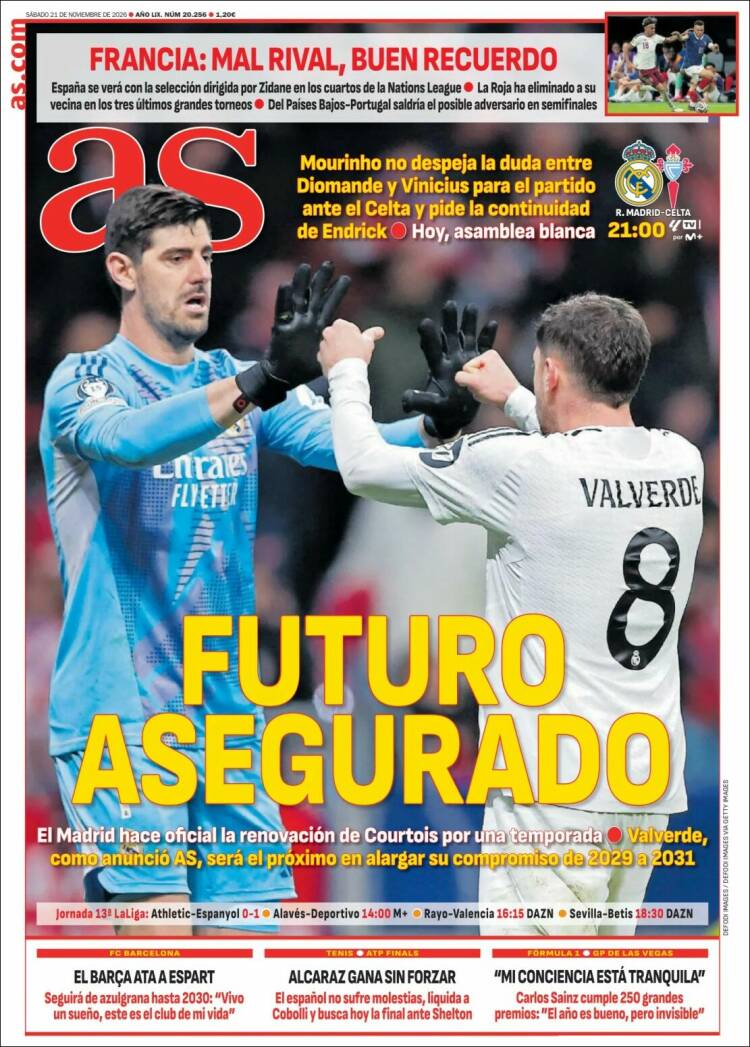 SÁBADO 21 DE NOVIEMBRE DE 2026 ● AÑO LIX. NÚM 20.256 ● 1,20€
as.com
FRANCIA: MAL RIVAL, BUEN RECUERDO
España se verá con la selección dirigida por Zidane en los cuartos de la Nations League ● La Roja ha eliminado a su
vecina en los tres últimos grandes torneos ● Del Países Bajos-Portugal saldría el posible adversario en semifinales
as
Mourinho no despeja la duda entre
Diomande y Vinicius para el partido
ante el Celta y pide la continuidad
de Endrick ● Hoy, asamblea blanca
R. MADRID-CELTA
21:00 TV
por M+
Emirates
FLY BETTER
VALVERDE
8
FUTURO
ASEGURADO
El Madrid hace oficial la renovación de Courtois por una temporada ● Valverde,
como anunció AS, será el próximo en alargar su compromiso de 2029 a 2031
Jornada 13ª LaLiga: Athletic-Espanyol 0-1 ● Alavés-Deportivo 14:00 M+ ● Rayo-Valencia 16:15 DAZN ● Sevilla-Betis 18:30 DAZN
DEFODI IMAGES / DEFODI IMAGES VIA GETTY IMAGES
FC BARCELONA
EL BARÇA ATA A ESPART
Seguirá de azulgrana hasta 2030: “Vivo
un sueño, este es el club de mi vida”
TENIS ● ATP FINALS
ALCARAZ GANA SIN FORZAR
El español no sufre molestias, liquida a
Cobolli y busca hoy la final ante Shelton
FÓRMULA 1 ● GP DE LAS VEGAS
“MI CONCIENCIA ESTÁ TRANQUILA”
Carlos Sainz cumple 250 grandes
premios: “El año es bueno, pero invisible”